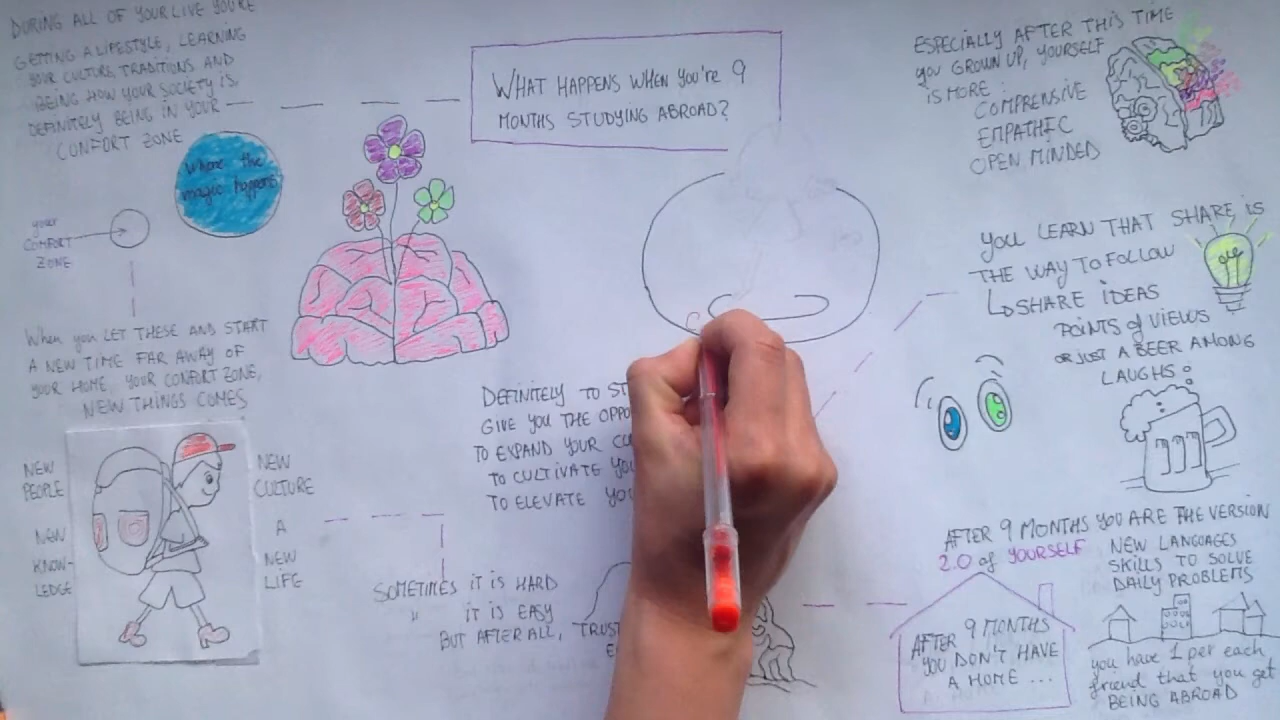 WHAT HAPPENS WHEN YOU'RE 9
MONTHS STUDYING ABROAD?
DURING ALL OF YOUR LIVE YOU'RE
GETTING A LIFESTYLE, LEARNING
YOUR CULTURE, TRADITIONS AND
BEING HOW YOUR SOCIETY IS,
DEFINITELY BEING IN YOUR
CONFORT ZONE
where the
magic happens
your
COMFORT
ZONE
When you LET THESE AND START
A NEW TIME FAR AWAY OF
YOUR HOME, YOUR CONFORT ZONE,
NEW THINGS COMES
NEW
PEOPLE
NEW
KNOW-
LEDGE
NEW
CULTURE
A
NEW
LIFE
SOMETIMES IT IS HARD
" IT IS EASY
BUT AFTER ALL, TRUST
DEFINITELY TO ST
GIVE YOU THE OPPO
TO EXPAND YOUR CU
TO CULTIVATE YOU
TO ELEVATE YOU
ESPECIALLY AFTER THIS TIME
YOU GROWN UP, YOURSELF
IS MORE:
COMPRENSIVE
EMPATHIC
OPEN MINDED
YOU LEARN THAT SHARE, IS
THE WAY TO FOLLOW
↳SHARE IDEAS
POINTS of VIEWS
OR JUST A BEER AMONG
LAUGHS
AFTER 9 MONTHS YOU ARE THE VERSION
2.0 of YOURSELF
NEW LANGUAGES
SKILLS TO SOLVE
DAILY PROBLEMS
AFTER 9 MONTHS
YOU DON'T HAVE
A HOME ...
you have 1 per each
friend that you get
BEING ABROAD